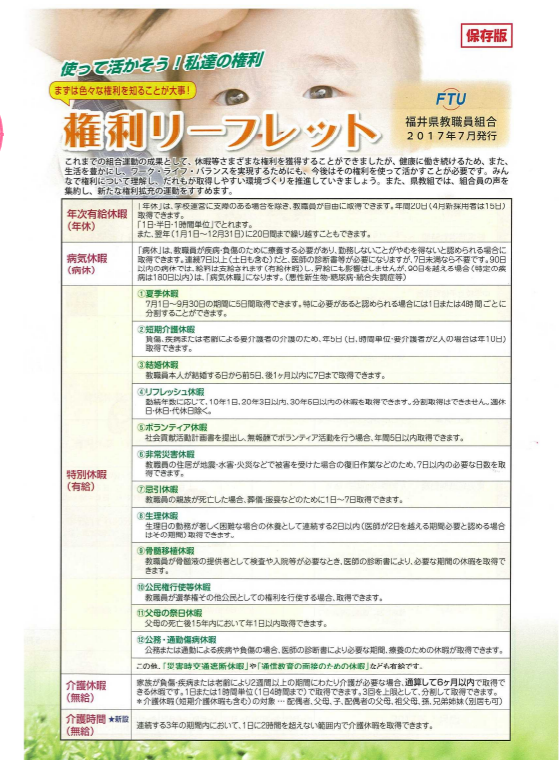 保存版
使って活かそう！私達の権利
まずは色々な権利を知ることが大事！
権利リーフレット
FTU
福井県教職員組合
2017年7月発行
これまでの組合運動の成果として、休暇等さまざまな権利を獲得することができましたが、健康に働き続けるため、また、
生活を豊かにし、ワーク・ライフ・バランスを実現するためにも、今後はその権利を使って活かすことが必要です。みん
なで権利について理解し、だれもが取得しやすい環境づくりを推進していきましょう。また、県教組では、組合員の声を
集約し、新たな権利拡充の運動をすすめます。
年次有給休暇
（年休）
「年休」は、学校運営に支障のある場合を除き、教職員が自由に取得できます。年間20日（4月新採用者は15日）
取得できます。
「1日・半日・1時間単位」でとれます。
また、翌年（1月1日～12月31日）に20日間まで繰り越すこともできます。
病気休暇
（病休）
「病休」は、教職員が疾病・負傷のために療養する必要があり、勤務しないことがやむを得ないと認められる場合に
取得できます。連続7日以上（土日も含む）だと、医師の診断書等が必要になりますが、7日未満なら不要です。90日
以内の病休では、給料は支給されます（有給休暇）し、昇給にも影響はしませんが、90日を越える場合（特定の疾
病は180日以内）は、「病気休職」になります。（悪性新生物・糖尿病・統合失調症等）
特別休暇
（有給）
①夏季休暇
7月1日～9月30日の期間に5日間取得できます。特に必要があると認められる場合には1日または4時間ごとに
分割することができます。
②短期介護休暇
負傷、疾病または老齢による要介護者の介護のため、年5日（日、時間単位・要介護者が2人の場合は年10日）
取得できます。
③結婚休暇
教職員本人が結婚する日から前5日、後1ヶ月以内に7日まで取得できます。
④リフレッシュ休暇
勤続年数に応じて、10年1日、20年3日以内、30年6日以内の休暇を取得できます。分割取得はできません。週休
日・休日・代休日除く。
⑤ボランティア休暇
社会貢献活動計画書を提出し、無報酬でボランティア活動を行う場合、年間5日以内取得できます。
⑥非常災害休暇
教職員の住居が地震・水害・火災などで被害を受けた場合の復旧作業などのため、7日以内の必要な日数を取
得できます。
⑦忌引休暇
教職員の親族が死亡した場合、葬儀・服喪などのために1日～7日取得できます。
⑧生理休暇
生理日の勤務が著しく困難な場合の休養として連続する2日以内（医師が2日を越える期間必要と認める場合
はその期間）取得できます。
⑨骨髄移植休暇
教職員が骨髄液の提供者として検査や入院等が必要なとき、医師の診断書により、必要な期間の休暇を取得で
きます。
⑩公民権行使等休暇
教職員が選挙権その他公民としての権利を行使する場合、取得できます。
⑪父母の祭日休暇
父母の死亡後15年内において年1日以内取得できます。
⑫公務・通勤傷病休暇
公務または通勤による疾病や負傷の場合、医師の診断書により必要な期間、療養のための休暇が取得できます。
この他、「災害時交通遮断休暇」や「通信教育の面接のための休暇」なども有給です。
介護休暇
（無給）
家族が負傷・疾病または老齢により2週間以上の期間にわたり介護が必要な場合、通算して6ヶ月以内で取得で
きる休暇です。1日または1時間単位（1日4時間まで）で取得できます。3回を上限として、分割して取得できます。
＊介護休暇（短期介護休暇も含む）の対象 … 配偶者、父母、子、配偶者の父母、祖父母、孫、兄弟姉妹（別居も可）
介護時間 ★新設
（無給）
連続する3年の期間内において、1日に2時間を超えない範囲内で介護休暇を取得できます。